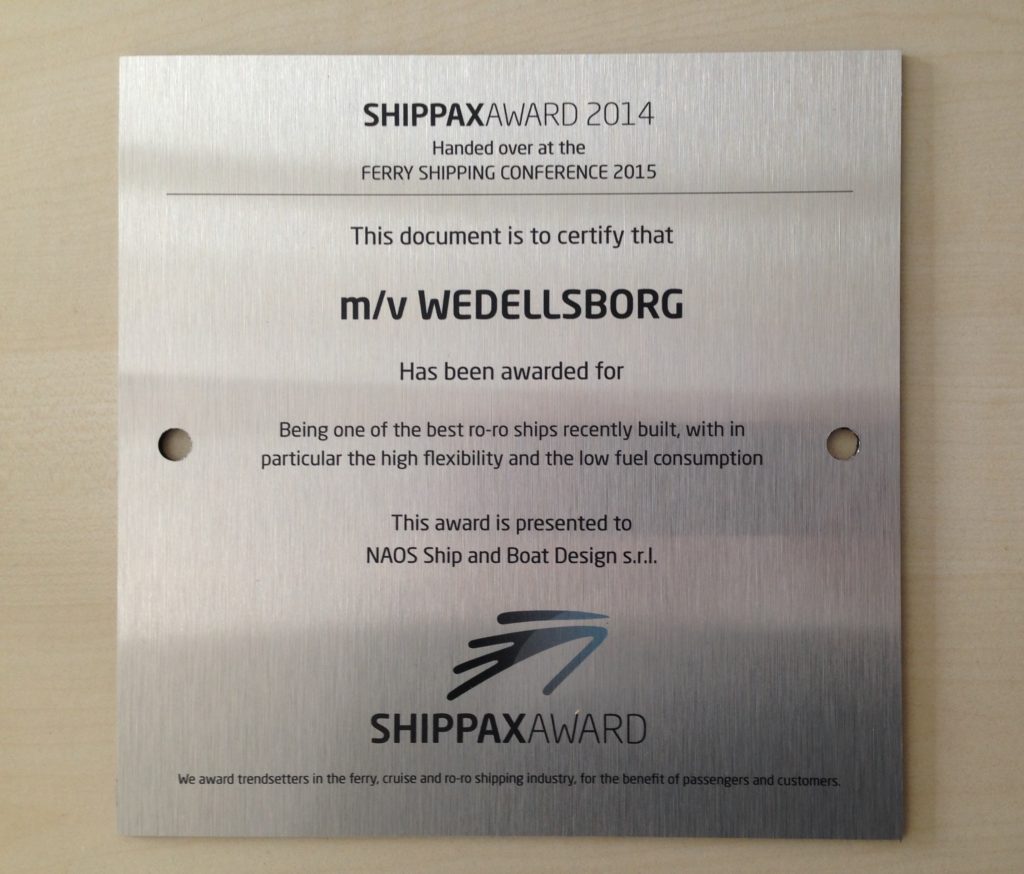 SHIPPAXAWARD 2014
Handed over at the
FERRY SHIPPING CONFERENCE 2015
This document is to certify that
m/v WEDELLSBORG
Has been awarded for
Being one of the best ro-ro ships recently built, with in
particular the high flexibility and the low fuel consumption
This award is presented to
NAOS Ship and Boat Design s.r.l.
SHIPPAXAWARD
We award trendsetters in the ferry, cruise and ro-ro shipping industry, for the benefit of passengers and customers.